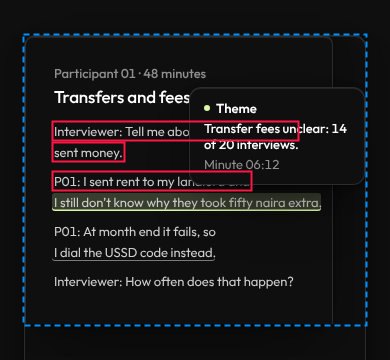 Participant 01 · 48 minutes
Transfers and fees
Theme
Transfer fees unclear: 14
of 20 interviews.
Minute 06:12
Interviewer: Tell me abo
sent money.
P01: I sent rent to my landlord and
I still don't know why they took fifty naira extra.
P01: At month end it fails, so
I dial the USSD code instead.
Interviewer: How often does that happen?